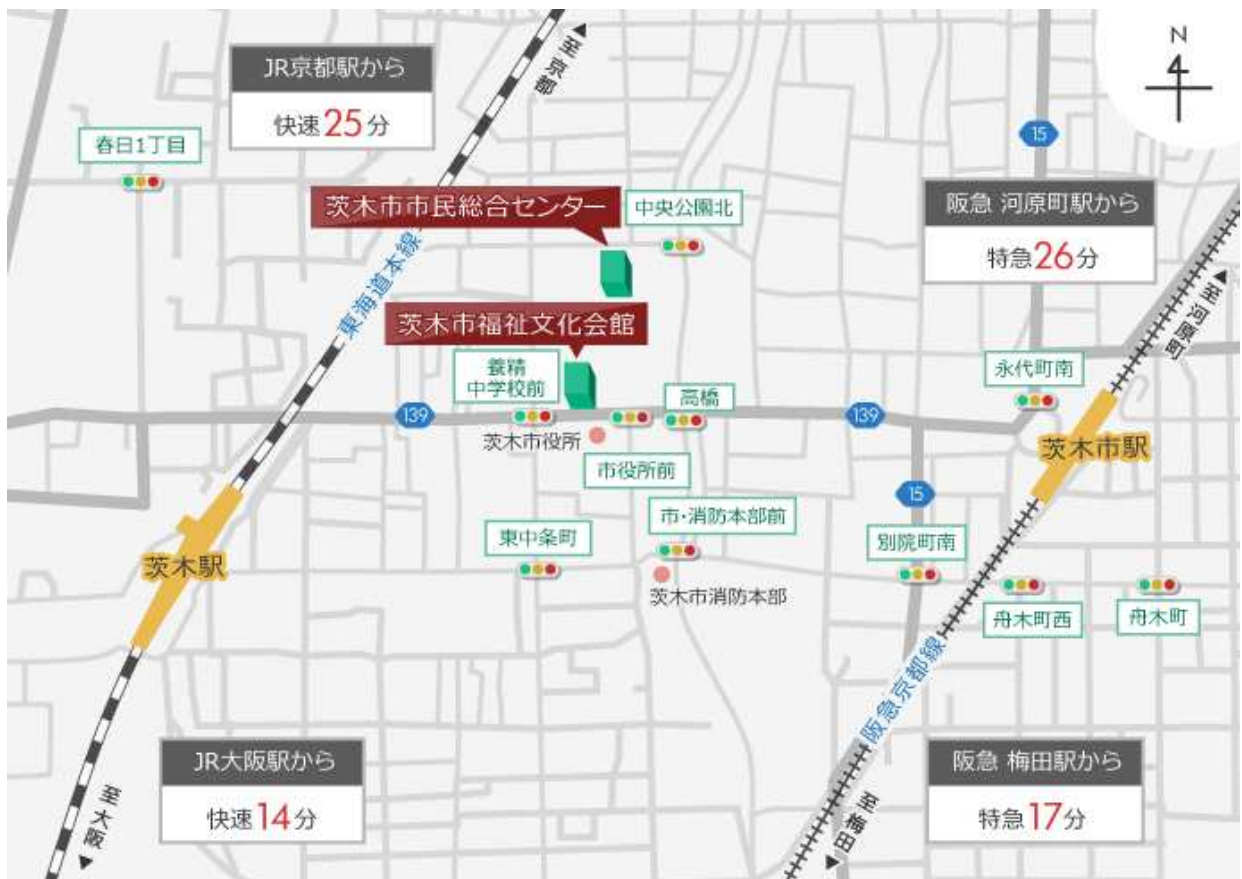 N
JR京都駅から
快速25分
至京都
15
春日1丁目
茨木市市民総合センター
中央公園北
阪急 河原町駅から
特急26分
東海道本線
至河原町
茨木市福祉文化会館
養精
中学校前
高橋
永代町南
139
139
茨木市役所
茨木市駅
市役所前
15
市・消防本部前
東中条町
別院町南
茨木駅
茨木市消防本部
舟木町西
舟木町
阪急京都線
JR大阪駅から
快速14分
至大阪
阪急 梅田駅から
特急17分
至梅田